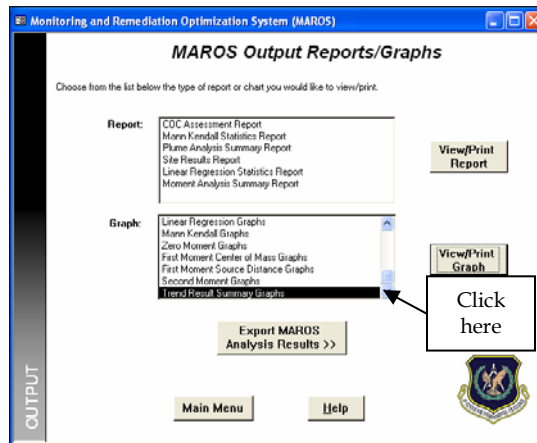 Monitoring and Remediation Optimization System (MAROS)
MAROS Output Reports/Graphs
Choose from the list below the type of report or chart you would like to view/print.
Report:
COC Assessment Report
Mann Kendall Statistics Report
Plume Analysis Summary Report
Site Results Report
Linear Regression Statistics Report
Moment Analysis Summary Report
View/Print
Report
Graph:
Linear Regression Graphs
Mann Kendall Graphs
Zero Moment Graphs
First Moment Center of Mass Graphs
First Moment Source Distance Graphs
Second Moment Graphs
Trend Result Summary Graphs
View/Print
Graph
Click
here
Export MAROS
Analysis Results >>
Main Menu
Help
OUTPUT